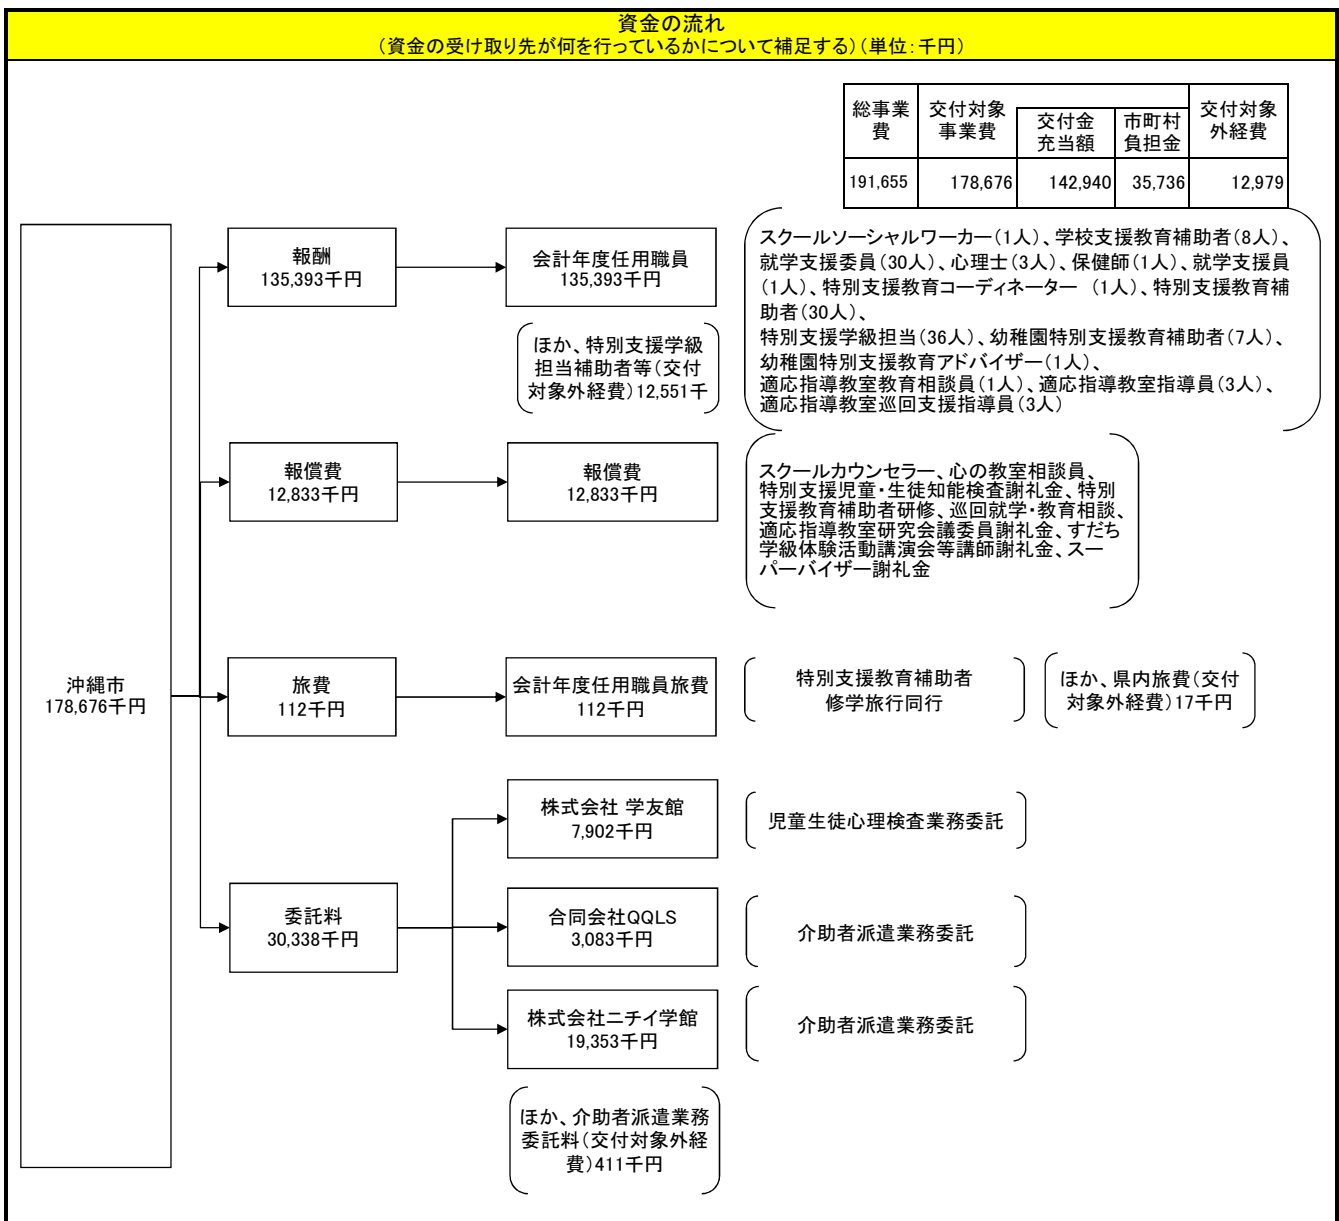 資金の流れ
（資金の受け取り先が何を行っているかについて補足する）（単位：千円）
総事業
費
交付対象
事業費
交付金
充当額
市町村
負担金
交付対象
外経費
191,655
178,676
142,940
35,736
12,979
沖縄市
178,676千円
報酬
135,393千円
会計年度任用職員
135,393千円
ほか、特別支援学級
担当補助者等（交付
対象外経費）12,551千
スクールソーシャルワーカー（1人）、学校支援教育補助者（8人）、
就学支援委員（30人）、心理士（3人）、保健師（1人）、就学支援員
（1人）、特別支援教育コーディネーター （1人）、特別支援教育補
助者（30人）、
特別支援学級担当（36人）、幼稚園特別支援教育補助者（7人）、
幼稚園特別支援教育アドバイザー（1人）、
適応指導教室教育相談員（1人）、適応指導教室指導員（3人）、
適応指導教室巡回支援指導員（3人）
報償費
12,833千円
報償費
12,833千円
スクールカウンセラー、心の教室相談員、
特別支援児童・生徒知能検査謝礼金、特別
支援教育補助者研修、巡回就学・教育相談、
適応指導教室研究会議委員謝礼金、すだち
学級体験活動講演会等講師謝礼金、スー
パーバイザー謝礼金
旅費
112千円
会計年度任用職員旅費
112千円
特別支援教育補助者
修学旅行同行
ほか、県内旅費（交付
対象外経費）17千円
委託料
30,338千円
株式会社 学友館
7,902千円
児童生徒心理検査業務委託
合同会社QQLS
3,083千円
介助者派遣業務委託
株式会社ニチイ学館
19,353千円
介助者派遣業務委託
ほか、介助者派遣業務
委託料（交付対象外経
費）411千円